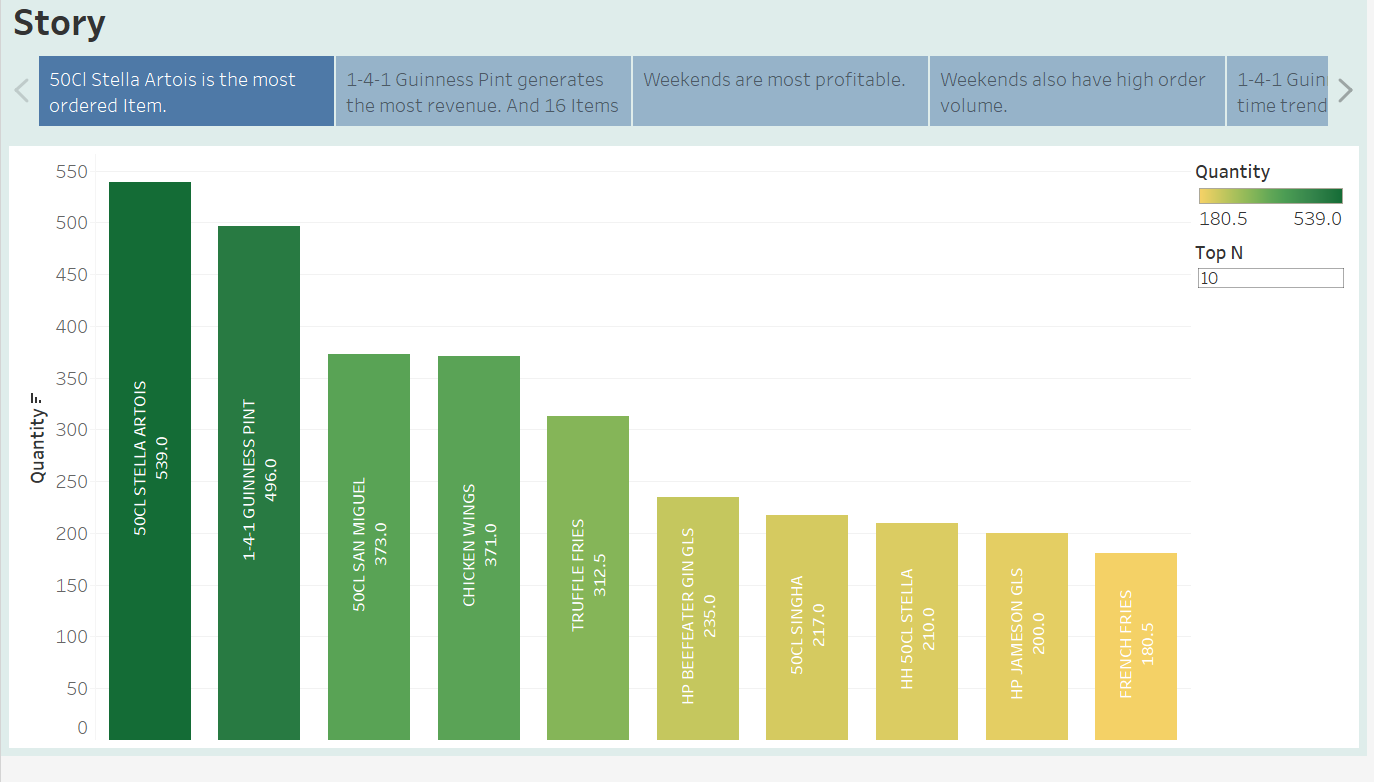 Story
50Cl Stella Artois is the most
ordered Item.
1-4-1 Guinness Pint generates
the most revenue. And 16 Items
Weekends are most profitable.
Weekends also have high order
volume.
1-4-1 Guin
time trend
550
500
450
400
350
300
250
200
150
100
50
0
Quantity
50CL STELLA ARTOIS
539.0
1-4-1 GUINNESS PINT
496.0
50CL SAN MIGUEL
373.0
CHICKEN WINGS
371.0
TRUFFLE FRIES
312.5
HP BEEFEATER GIN GLS
235.0
50CL SINGHA
217.0
HH 50CL STELLA
210.0
HP JAMESON GLS
200.0
FRENCH FRIES
180.5
Quantity
180.5 539.0
Top N
10